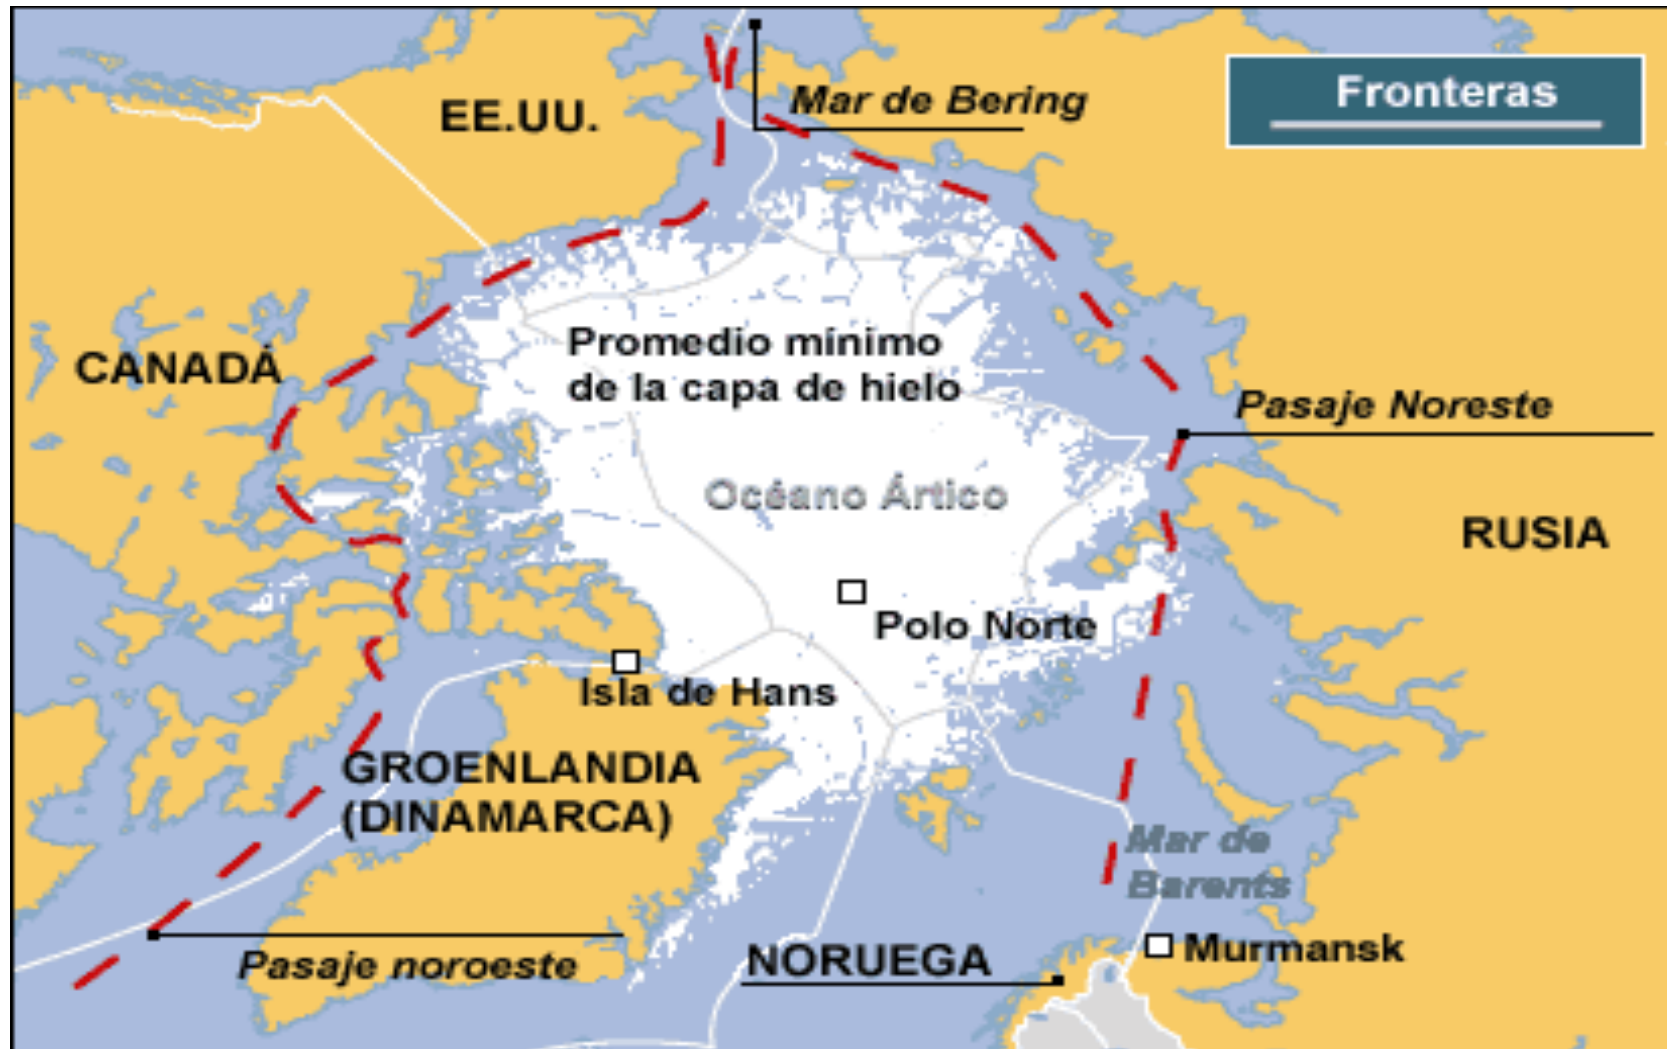 Fronteras
Mar de Bering
EE.UU.
Promedio mínimo
de la capa de hielo
CANADÁ
Pasaje Noreste
Océano Ártico
RUSIA
Polo Norte
Isla de Hans
GROENLANDIA
(DINAMARCA)
Mar de
Barents
Pasaje noroeste
NORUEGA
Murmansk